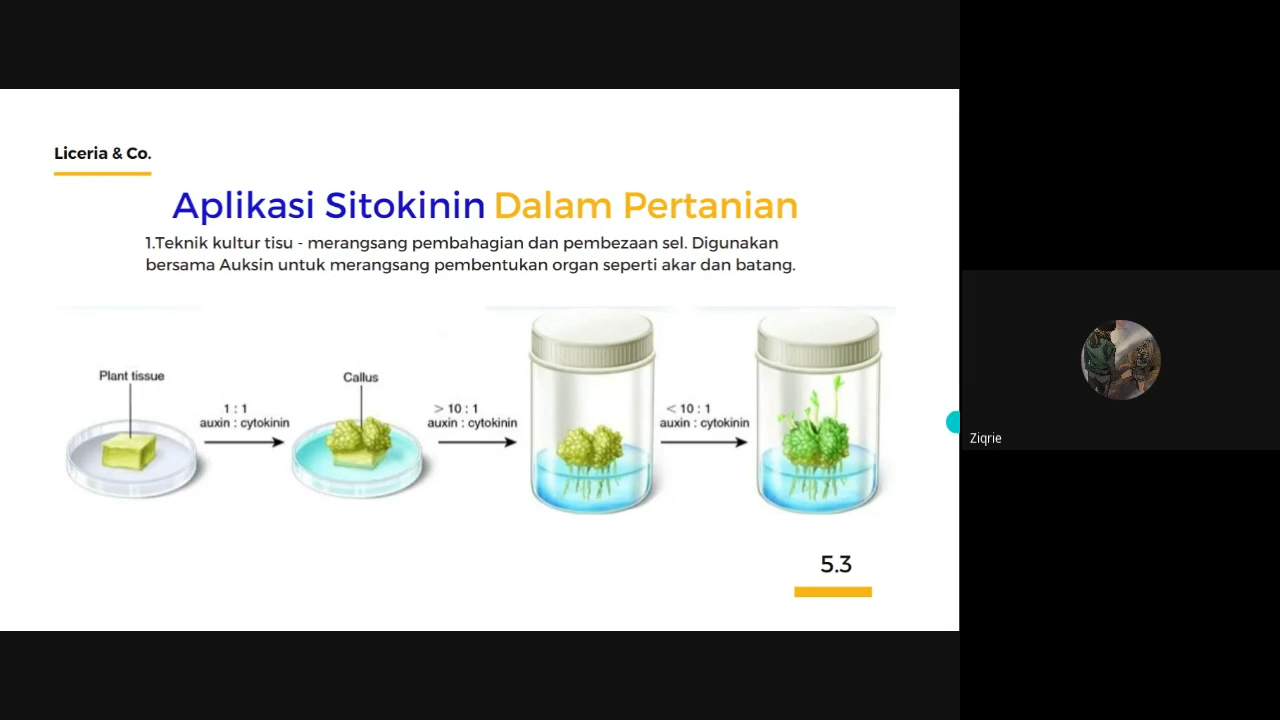 Liceria & Co.
Aplikasi Sitokinin Dalam Pertanian
1.Teknik kultur tisu - merangsang pembahagian dan pembezaan sel. Digunakan
bersama Auksin untuk merangsang pembentukan organ seperti akar dan batang.
Plant tissue
1 : 1
auxin : cytokinin
Callus
> 10 : 1
auxin : cytokinin
< 10 : 1
auxin : cytokinin
5.3
Ziqrie